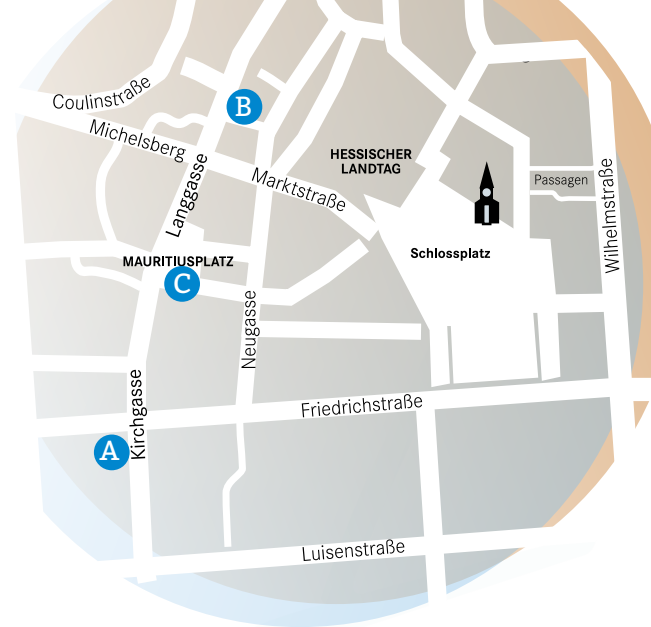 Coulinstraße
B
Michelsberg
HESSISCHER
LANDTAG
Langgasse
Marktstraße
Passagen
Wilhelmstraße
Schlossplatz
MAURITIUSPLATZ
C
Neugasse
Kirchgasse
Friedrichstraße
A
Luisenstraße